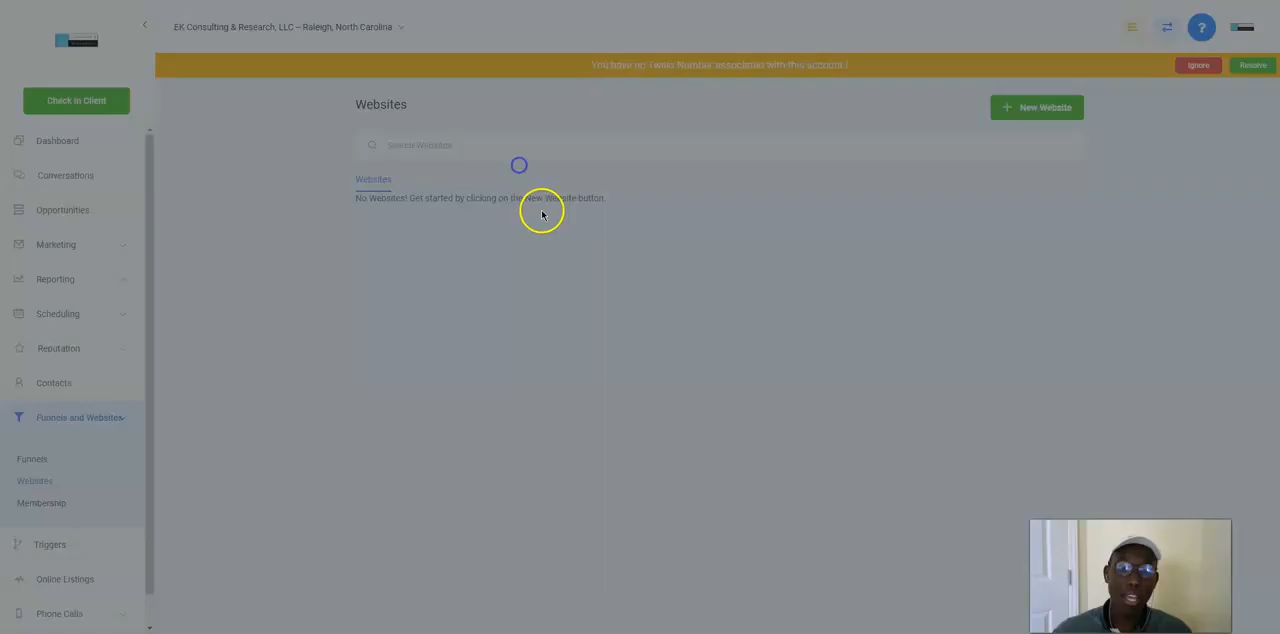 EK Consulting & Research, LLC – Raleigh, North Carolina
?
You have no Twilio Number associated with this account !
Ignore
Resolve
Check In Client
Websites
+ New Website
Search Websites
Websites
No Websites! Get started by clicking on the New Website button.
Dashboard
Conversations
Opportunities
Marketing
Reporting
Scheduling
Reputation
Contacts
Funnels and Websites
Funnels
Websites
Membership
Triggers
Online Listings
Phone Calls